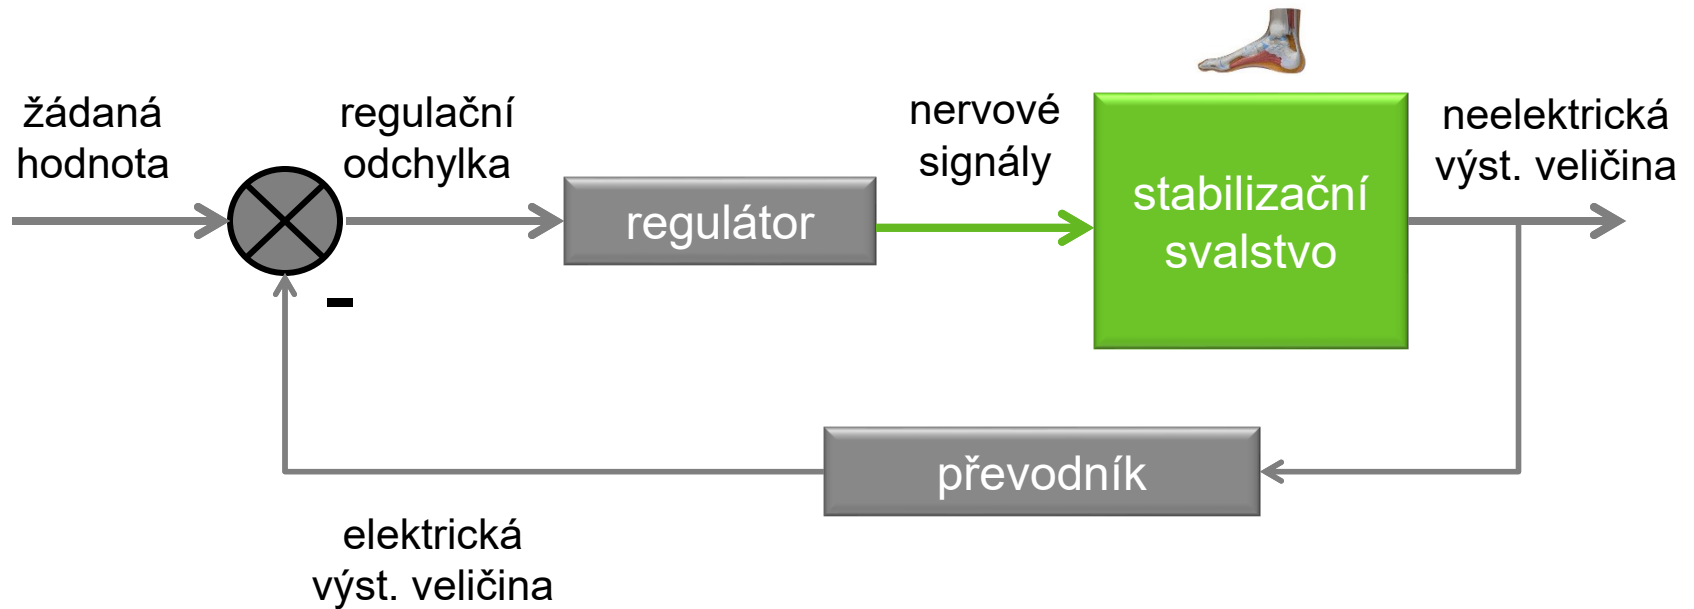 žádaná
hodnota
regulační
odchylka
regulátor
nervové
signály
stabilizační
svalstvo
neelektrická
výst. veličina
-
převodník
elektrická
výst. veličina